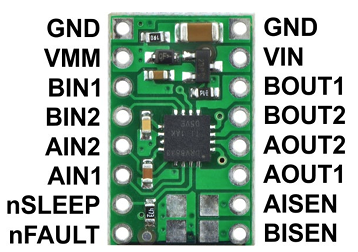 GND GND
VMM VIN
BIN1 BOUT1
BIN2 BOUT2
AIN2 AOUT2
AIN1 AOUT1
nSLEEP AISEN
nFAULT BISEN